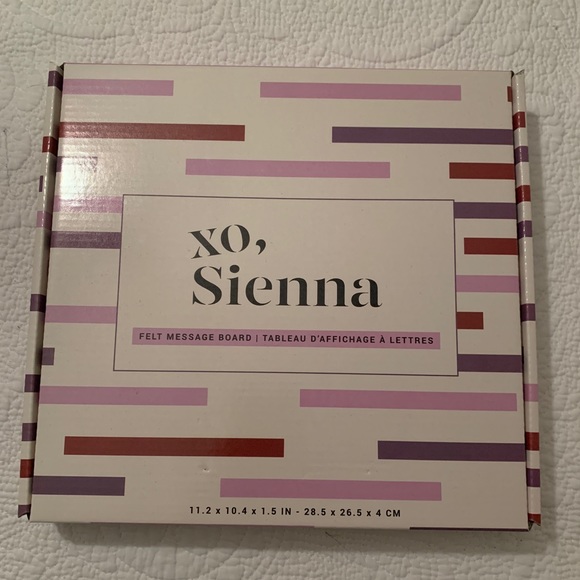 xo,
Sienna
FELT MESSAGE BOARD | TABLEAU D'AFFICHAGE À LETTRES
11.2 x 10.4 x 1.5 IN - 28.5 x 26.5 x 4 CM